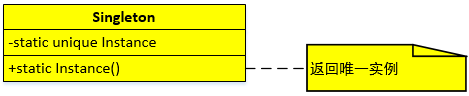 Singleton
-static unique Instance
+static Instance()
返回唯一实例